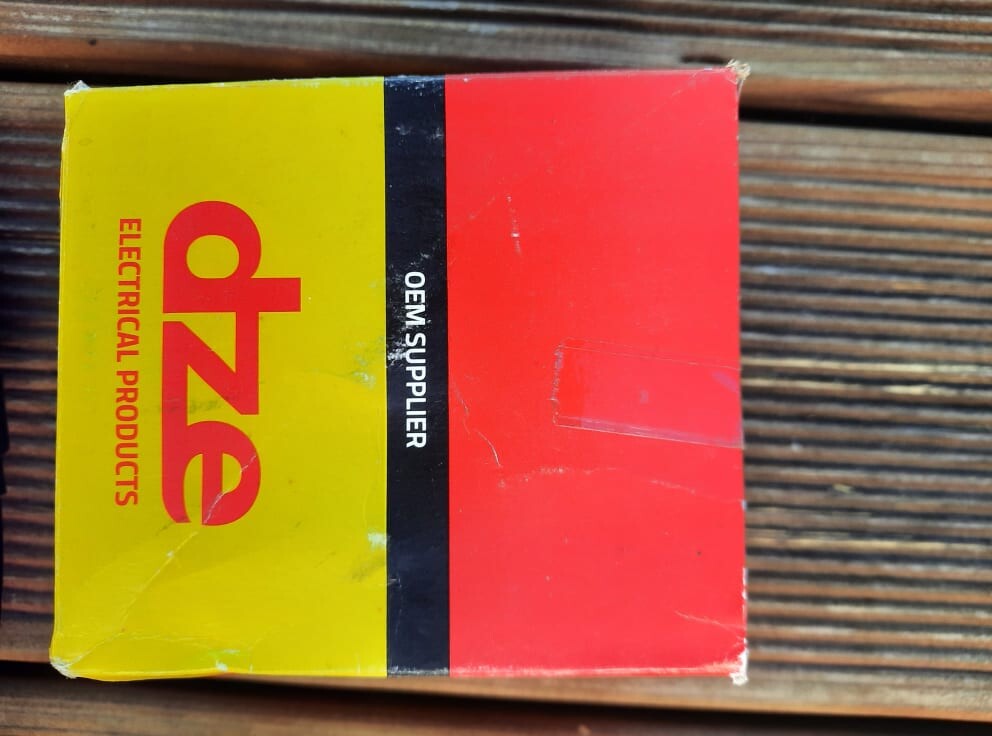 dze
ELECTRICAL PRODUCTS
OEM SUPPLIER